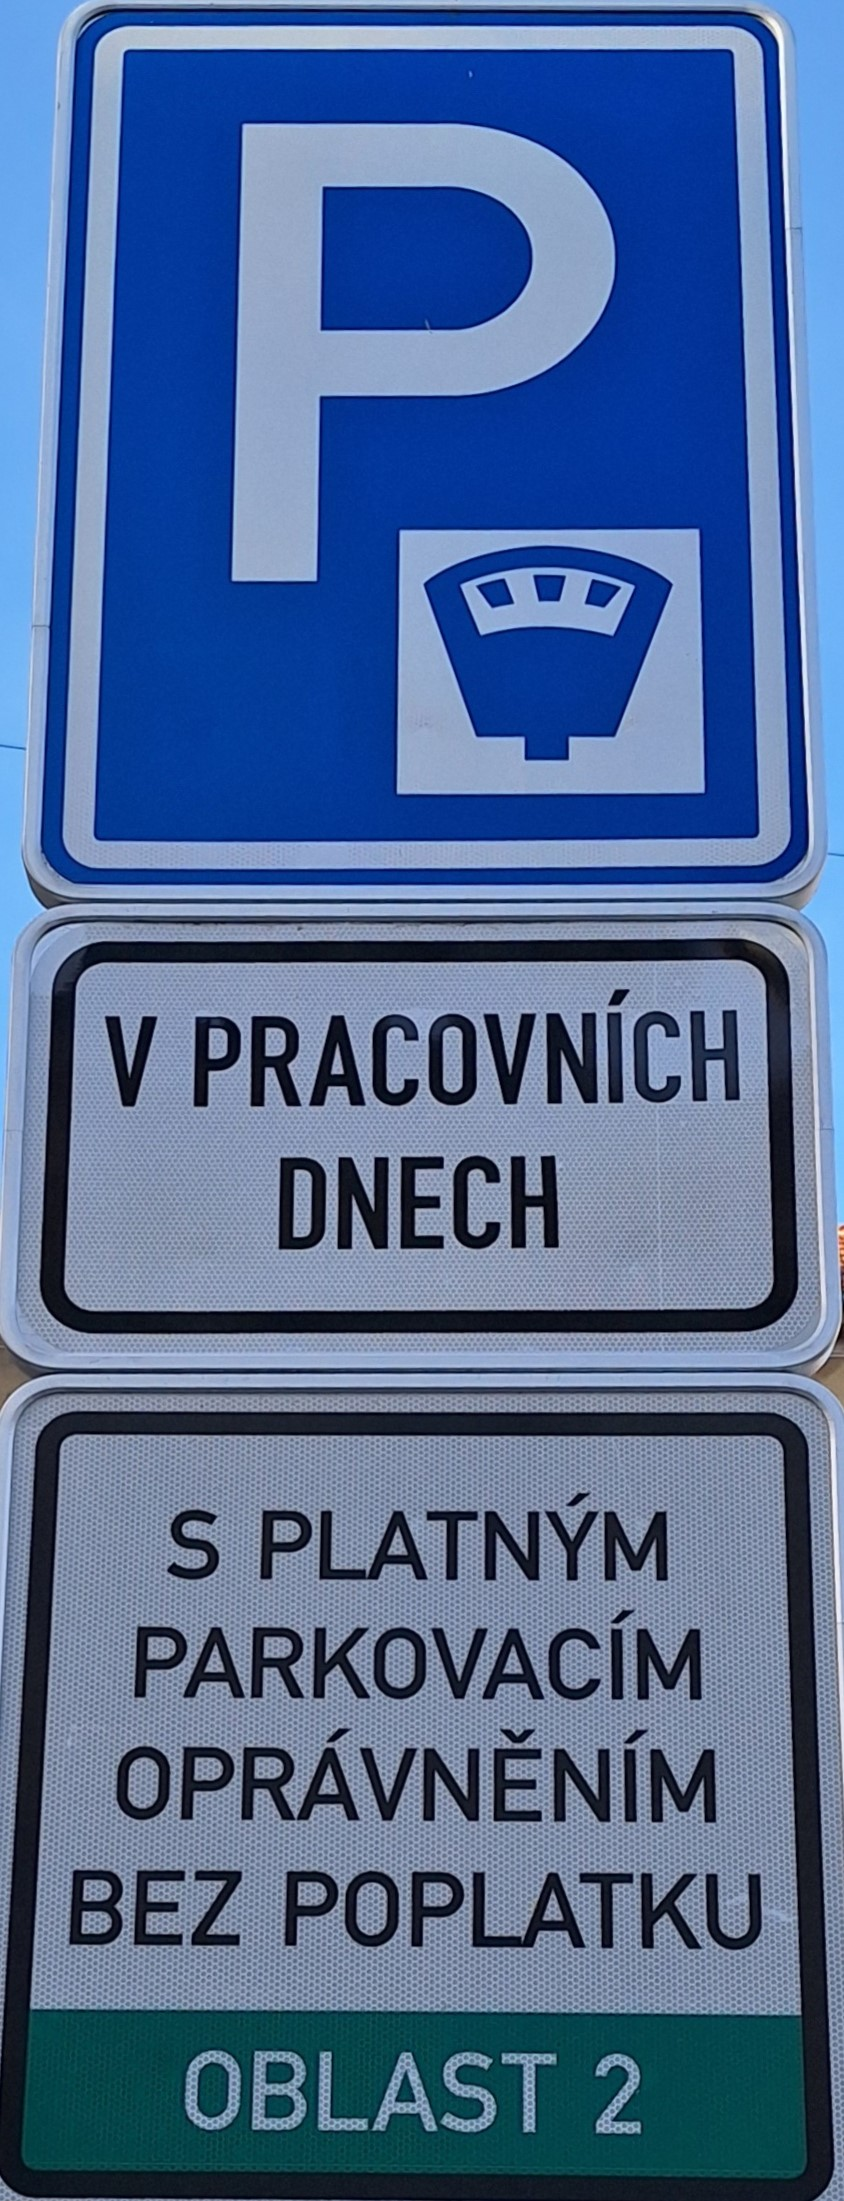 P
V PRACOVNÍCH
DNECH
S PLATNÝM
PARKOVACÍM
OPRÁVNĚNÍM
BEZ POPLATKU
OBLAST 2